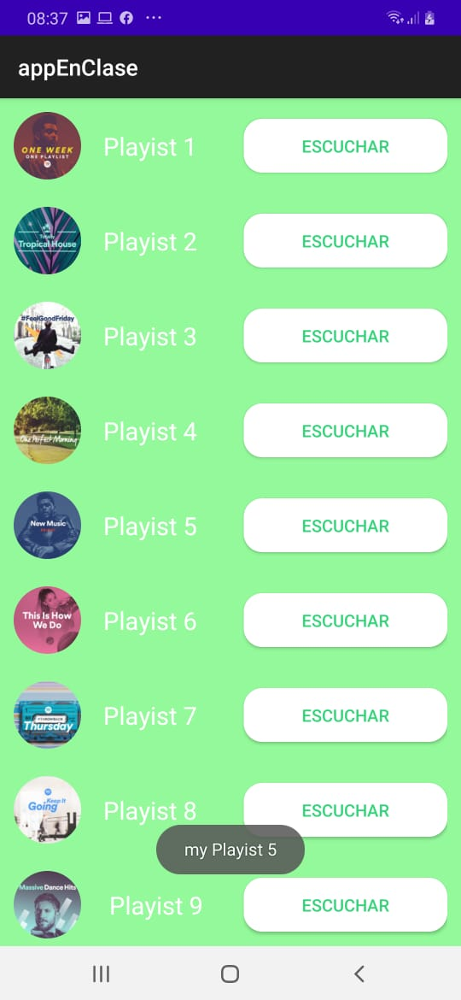 08:37
appEnClase
ONE WEEK
ONE PLAYLIST
Playist 1
ESCUCHAR
Totally
Tropical House
Playist 2
ESCUCHAR
#FeelGoodFriday
Playist 3
ESCUCHAR
One Perfect Morning
Playist 4
ESCUCHAR
New Music
FRIDAY
Playist 5
ESCUCHAR
This Is How
We Do
Playist 6
ESCUCHAR
#THROWBACK
Thursday
Playist 7
ESCUCHAR
Keep It
Going
Playist 8
ESCUCHAR
my Playist 5
Massive Dance Hits
Playist 9
ESCUCHAR